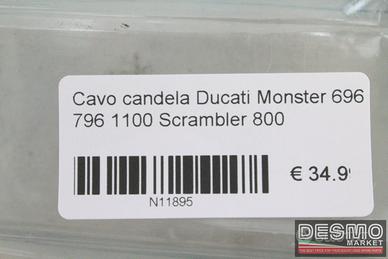 Cavo candela Ducati Monster 696
796 1100 Scrambler 800
N11895
€ 34.9
DESMO
MARKET